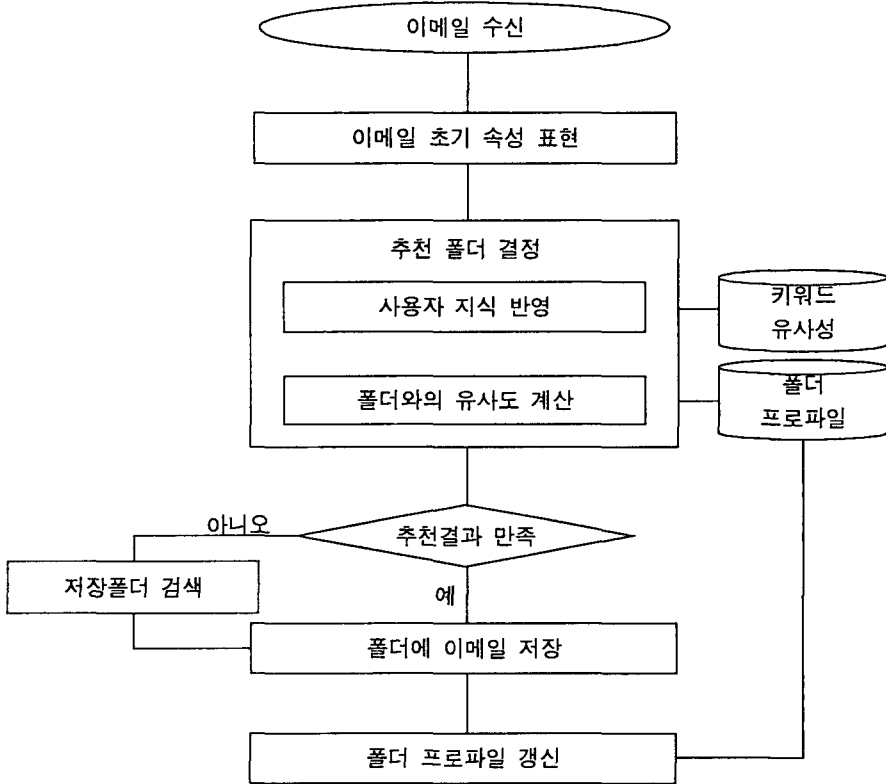 이메일 수신
이메일 초기 속성 표현
추천 폴더 결정
사용자 지식 반영
키워드
유사성
폴더와의 유사도 계산
폴더
프로파일
아니오
추천결과 만족
저장폴더 검색
예
폴더에 이메일 저장
폴더 프로파일 갱신